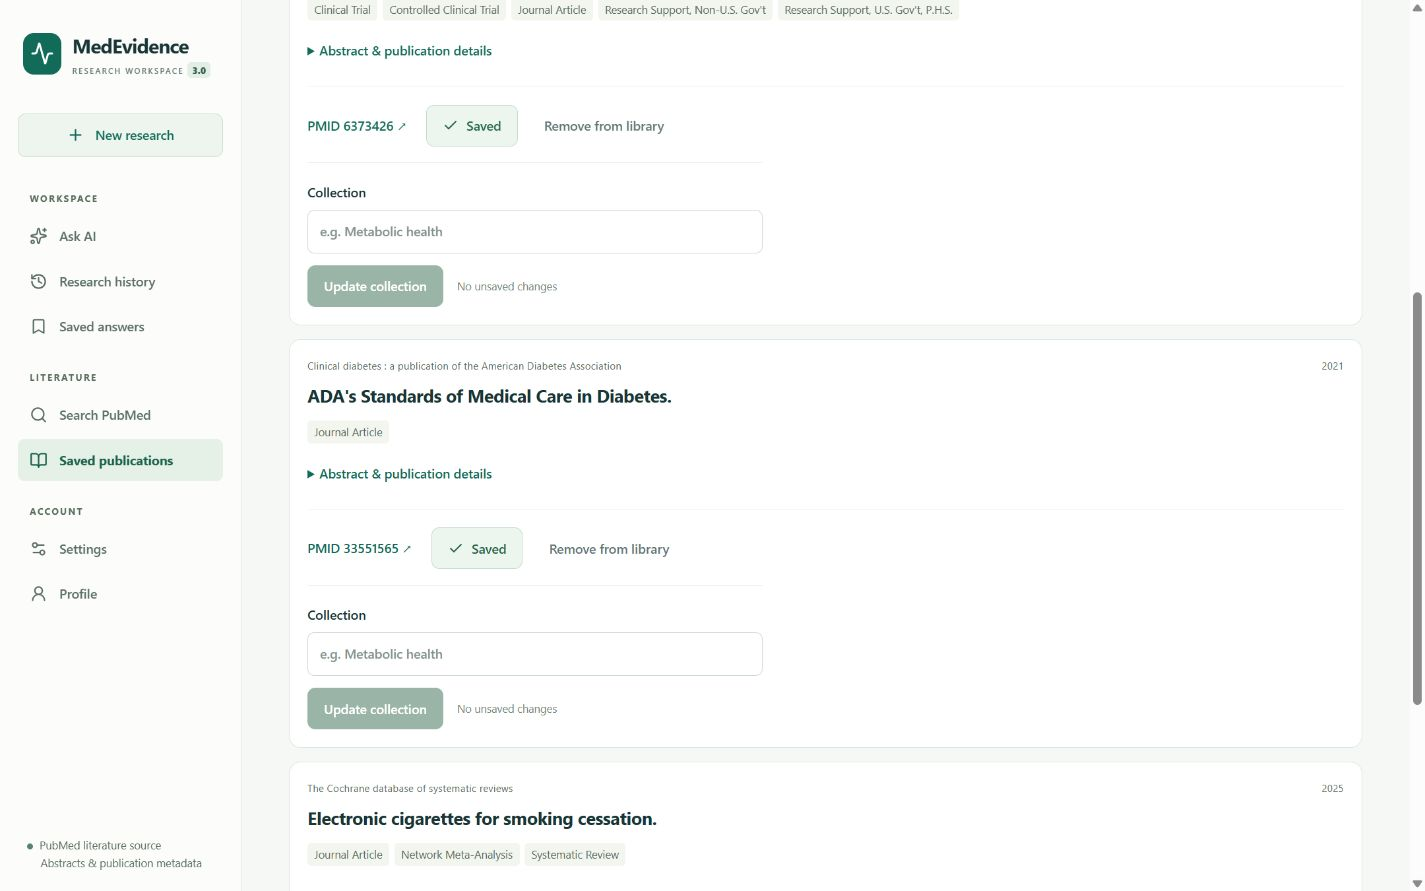 MedEvidence
RESEARCH WORKSPACE 3.0
New research
WORKSPACE
Ask AI
Research history
Saved answers
LITERATURE
Search PubMed
Saved publications
ACCOUNT
Settings
Profile
PubMed literature source
Abstracts & publication metadata
Clinical Trial Controlled Clinical Trial Journal Article Research Support, Non-U.S. Gov't Research Support, U.S. Gov't, P.H.S.
Abstract & publication details
PMID 6373426 ↗ Saved Remove from library
Collection
e.g. Metabolic health
Update collection No unsaved changes
Clinical diabetes : a publication of the American Diabetes Association 2021
ADA's Standards of Medical Care in Diabetes.
Journal Article
Abstract & publication details
PMID 33551565 ↗ Saved Remove from library
Collection
e.g. Metabolic health
Update collection No unsaved changes
The Cochrane database of systematic reviews 2025
Electronic cigarettes for smoking cessation.
Journal Article Network Meta-Analysis Systematic Review